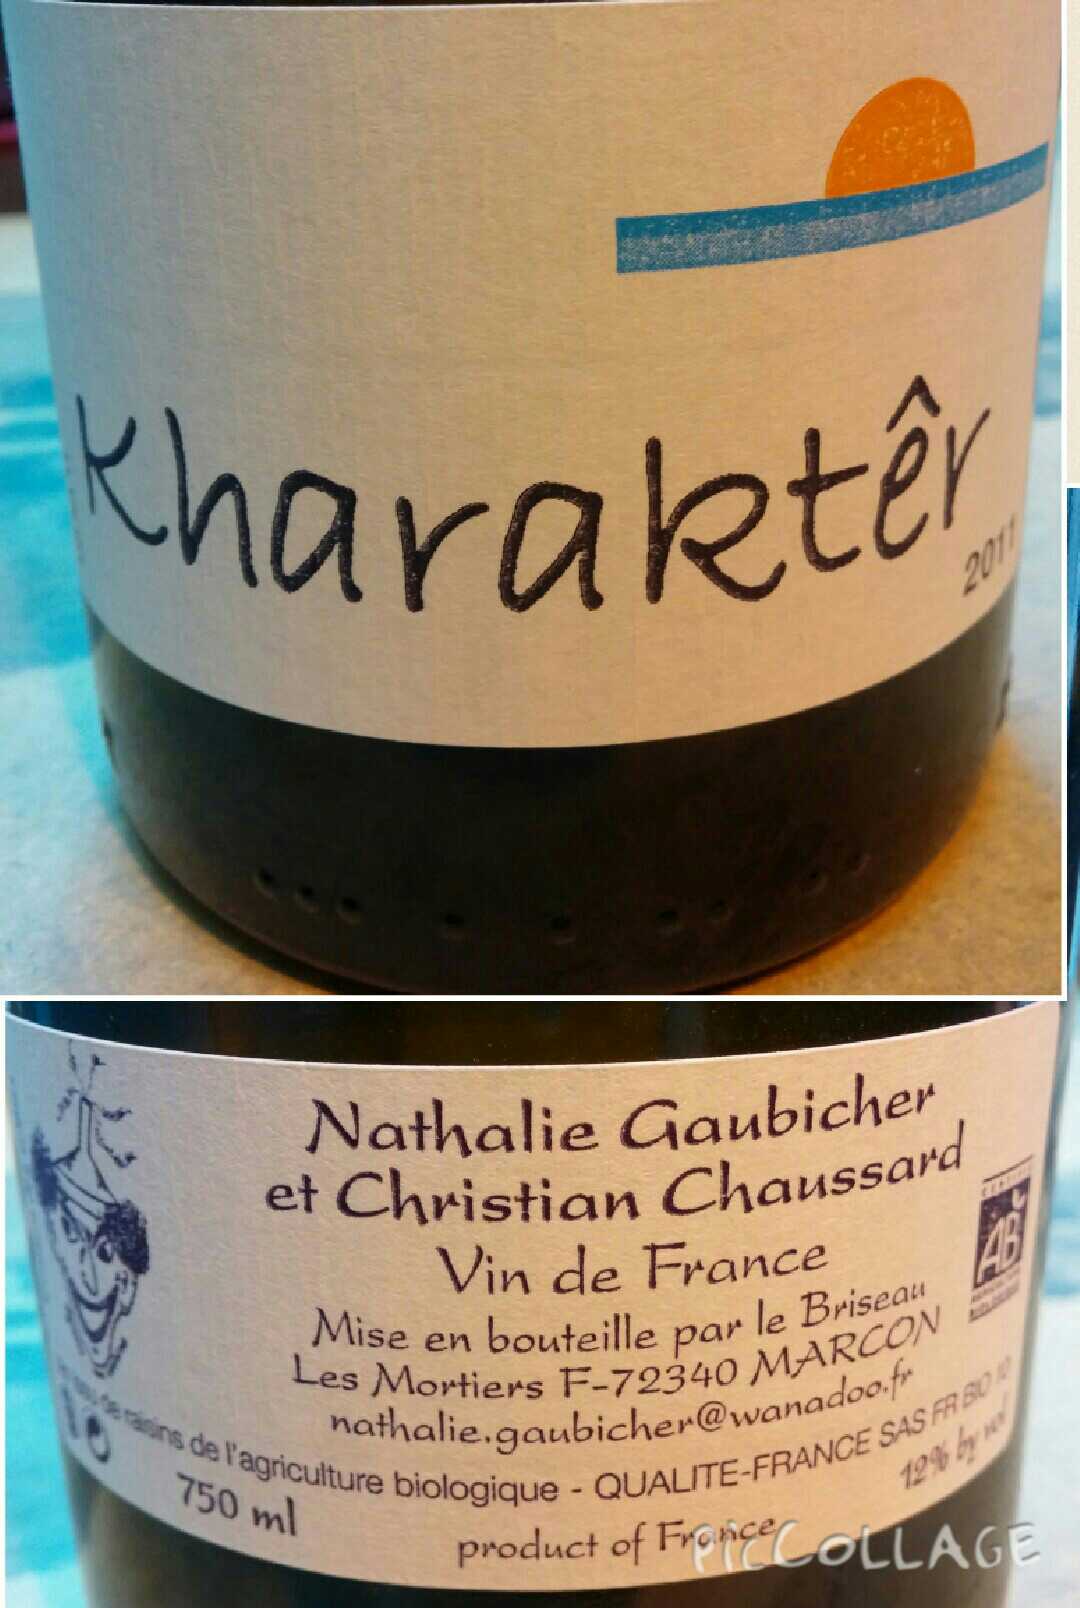 kharaktêr
2011
Nathalie Gaubicher
et Christian Chaussard
Vin de France
Mise en bouteille par le Briseau
Les Mortiers F-72340 MARCON
nathalie.gaubicher@wanadoo.fr
de raisins de l'agriculture biologique - QUALITE-FRANCE SAS FR BIO 10
AB
750 ml
12% by vol
product of France
PicCOLLAGE